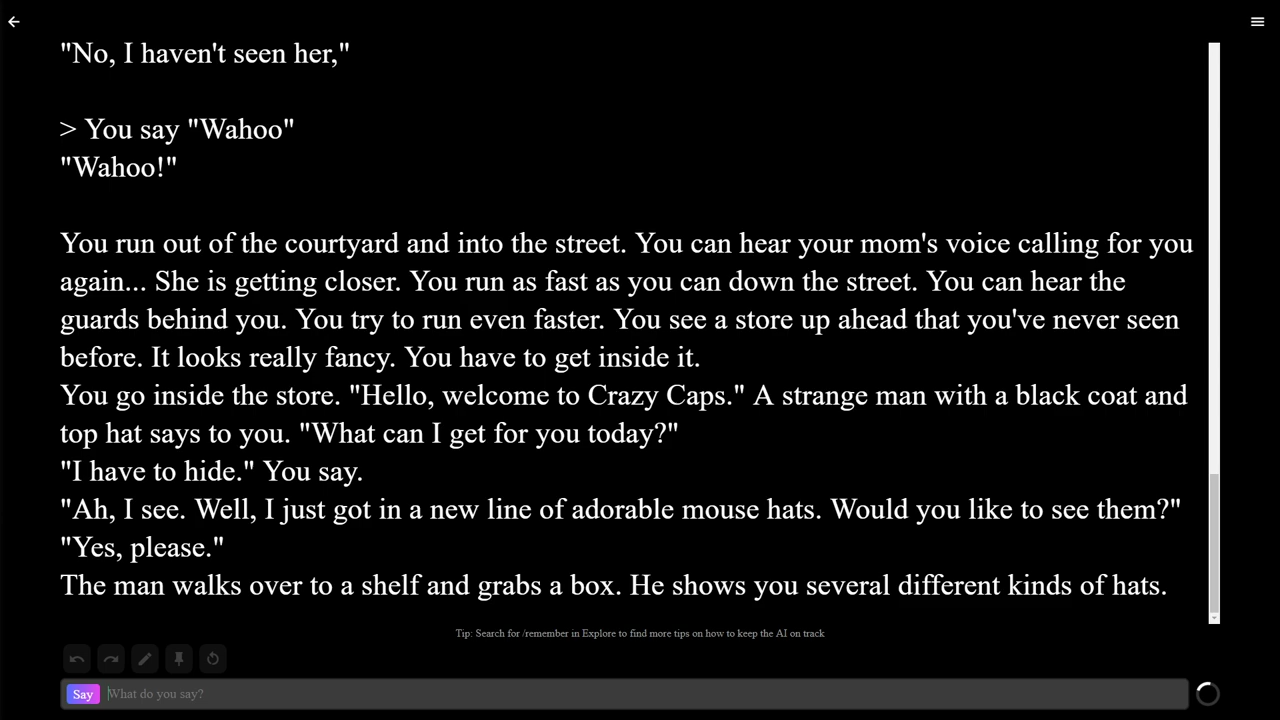 "No, I haven't seen her,"
> You say "Wahoo"
"Wahoo!"
You run out of the courtyard and into the street. You can hear your mom's voice calling for you
again... She is getting closer. You run as fast as you can down the street. You can hear the
guards behind you. You try to run even faster. You see a store up ahead that you've never seen
before. It looks really fancy. You have to get inside it.
You go inside the store. "Hello, welcome to Crazy Caps." A strange man with a black coat and
top hat says to you. "What can I get for you today?"
"I have to hide." You say.
"Ah, I see. Well, I just got in a new line of adorable mouse hats. Would you like to see them?"
"Yes, please."
The man walks over to a shelf and grabs a box. He shows you several different kinds of hats.
Tip: Search for /remember in Explore to find more tips on how to keep the AI on track
Say What do you say?